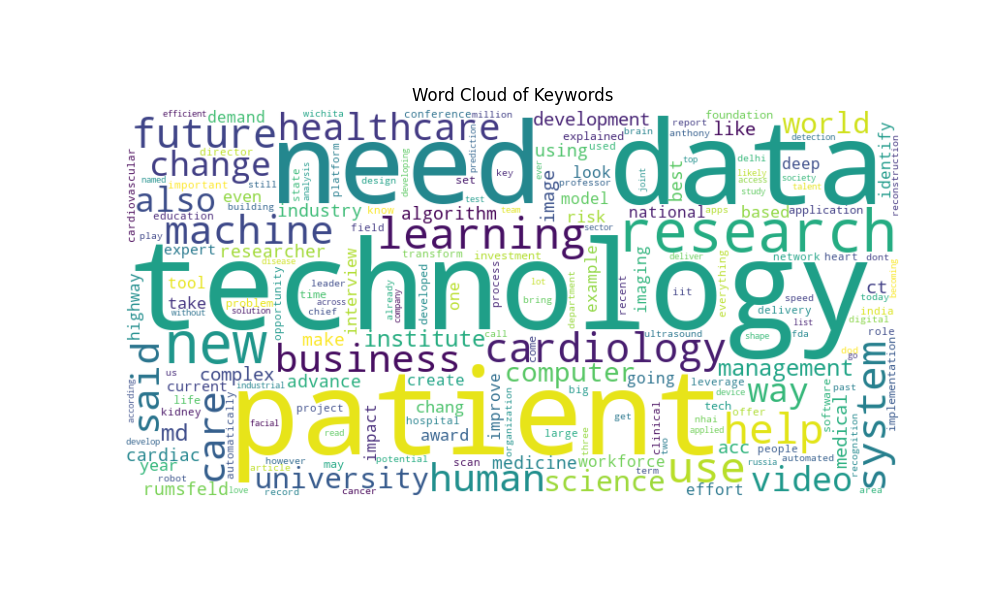 Word Cloud of Keywords
efficient wichita conference million report foundation
future demand healthcare development explained used brain anthony like world detection
need data
change director state analysis platform developing prediction key using look best top delhi deep identify reconstruction
cardiovascular named important still design set test ever image professor joint likely access study society talent
also building industry know algorithm team model risk national apps based application
education play machine field learning sector research
expert researcher transform investment imaging deliver everything network heart dont
technology
highway tool disease opportunity interview already company developed one process bring lot department example recent iit ct becoming
take problem time leader across chief speed delivery list today india digital
without solution
new make institute call come ultrasound shape fda role
said us complex business cardiology management go dnd implementation
according current advance create computer going leverage way system
life industrial patient big device past
kidney automatically project chang improve organization tech offer software medical
care facial impact hospital award large get clinical nhai applied help recognition
md develop read three two people automated
cardiac however may potential scan medicine workforce term acc russia
year robot article use
rumsfeld love university record cancer human science effort video area